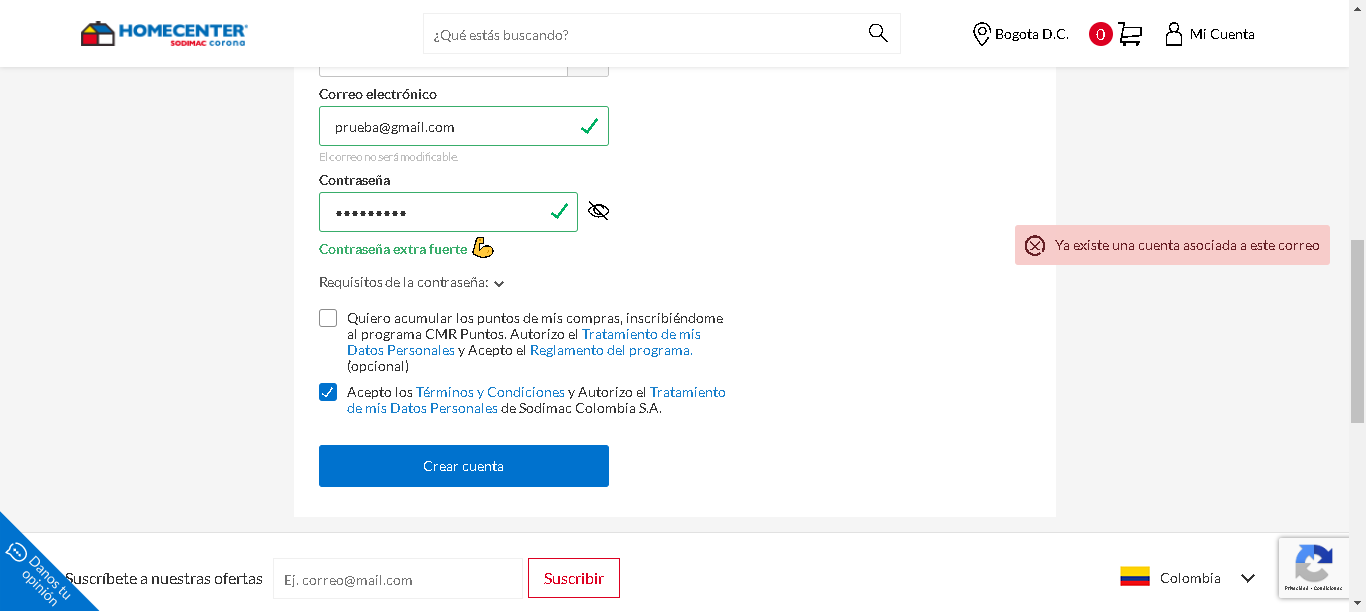 HOMECENTER
SODIMAC corona
¿Qué estás buscando?
Bogota D.C.
0
Mi Cuenta
Correo electrónico
prueba@gmail.com
El correo no será modificable.
Contraseña
•••••••••
Contraseña extra fuerte 💪
Requisitos de la contraseña:
Ya existe una cuenta asociada a este correo
Quiero acumular los puntos de mis compras, inscribiéndome
al programa CMR Puntos. Autorizo el Tratamiento de mis
Datos Personales y Acepto el Reglamento del programa.
(opcional)
Acepto los Términos y Condiciones y Autorizo el Tratamiento
de mis Datos Personales de Sodimac Colombia S.A.
Crear cuenta
Danos tu
opinión
Suscríbete a nuestras ofertas
Ej. correo@mail.com
Suscribir
Colombia
Privacidad - Condiciones